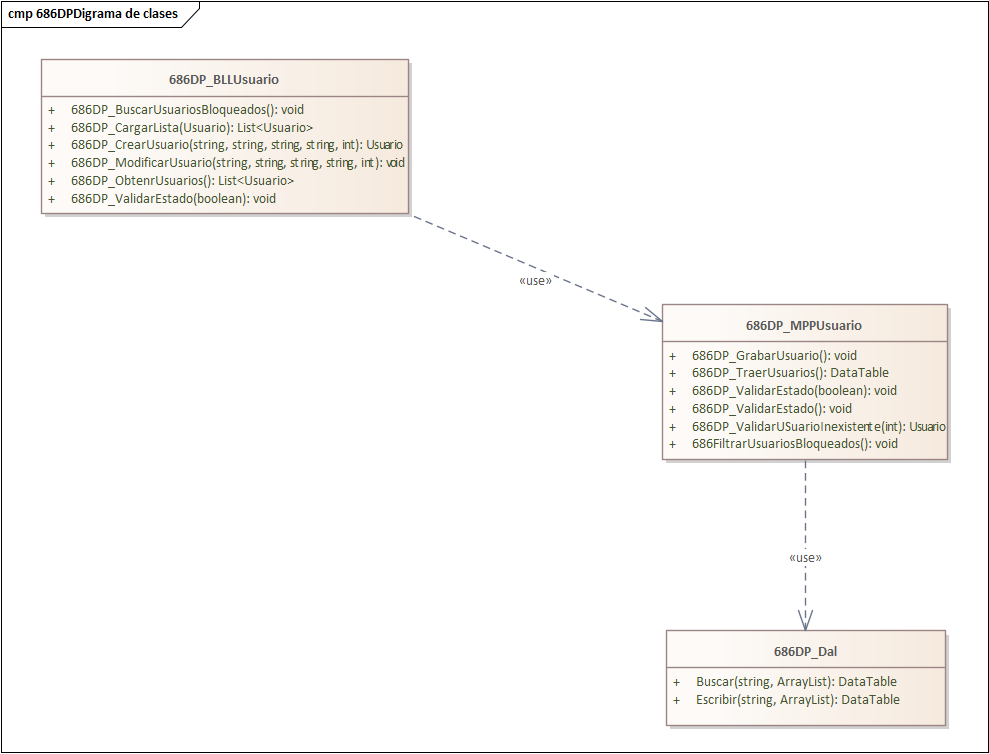 cmp 686DPDigrama de clases
686DP_BLLUsuario
+ 686DP_BuscarUsuariosBloqueados(): void
+ 686DP_CargarLista(Usuario): List<Usuario>
+ 686DP_CrearUsuario(string, string, string, string, int): Usuario
+ 686DP_ModificarUsuario(string, string, string, string, int): void
+ 686DP_ObtenrUsuarios(): List<Usuario>
+ 686DP_ValidarEstado(boolean): void
«use»
686DP_MPPUsuario
+ 686DP_GrabarUsuario(): void
+ 686DP_TraerUsuarios(): DataTable
+ 686DP_ValidarEstado(boolean): void
+ 686DP_ValidarEstado(): void
+ 686DP_ValidarUSuarioInexistente(int): Usuario
+ 686FiltrarUsuariosBloqueados(): void
«use»
686DP_Dal
+ Buscar(string, ArrayList): DataTable
+ Escribir(string, ArrayList): DataTable